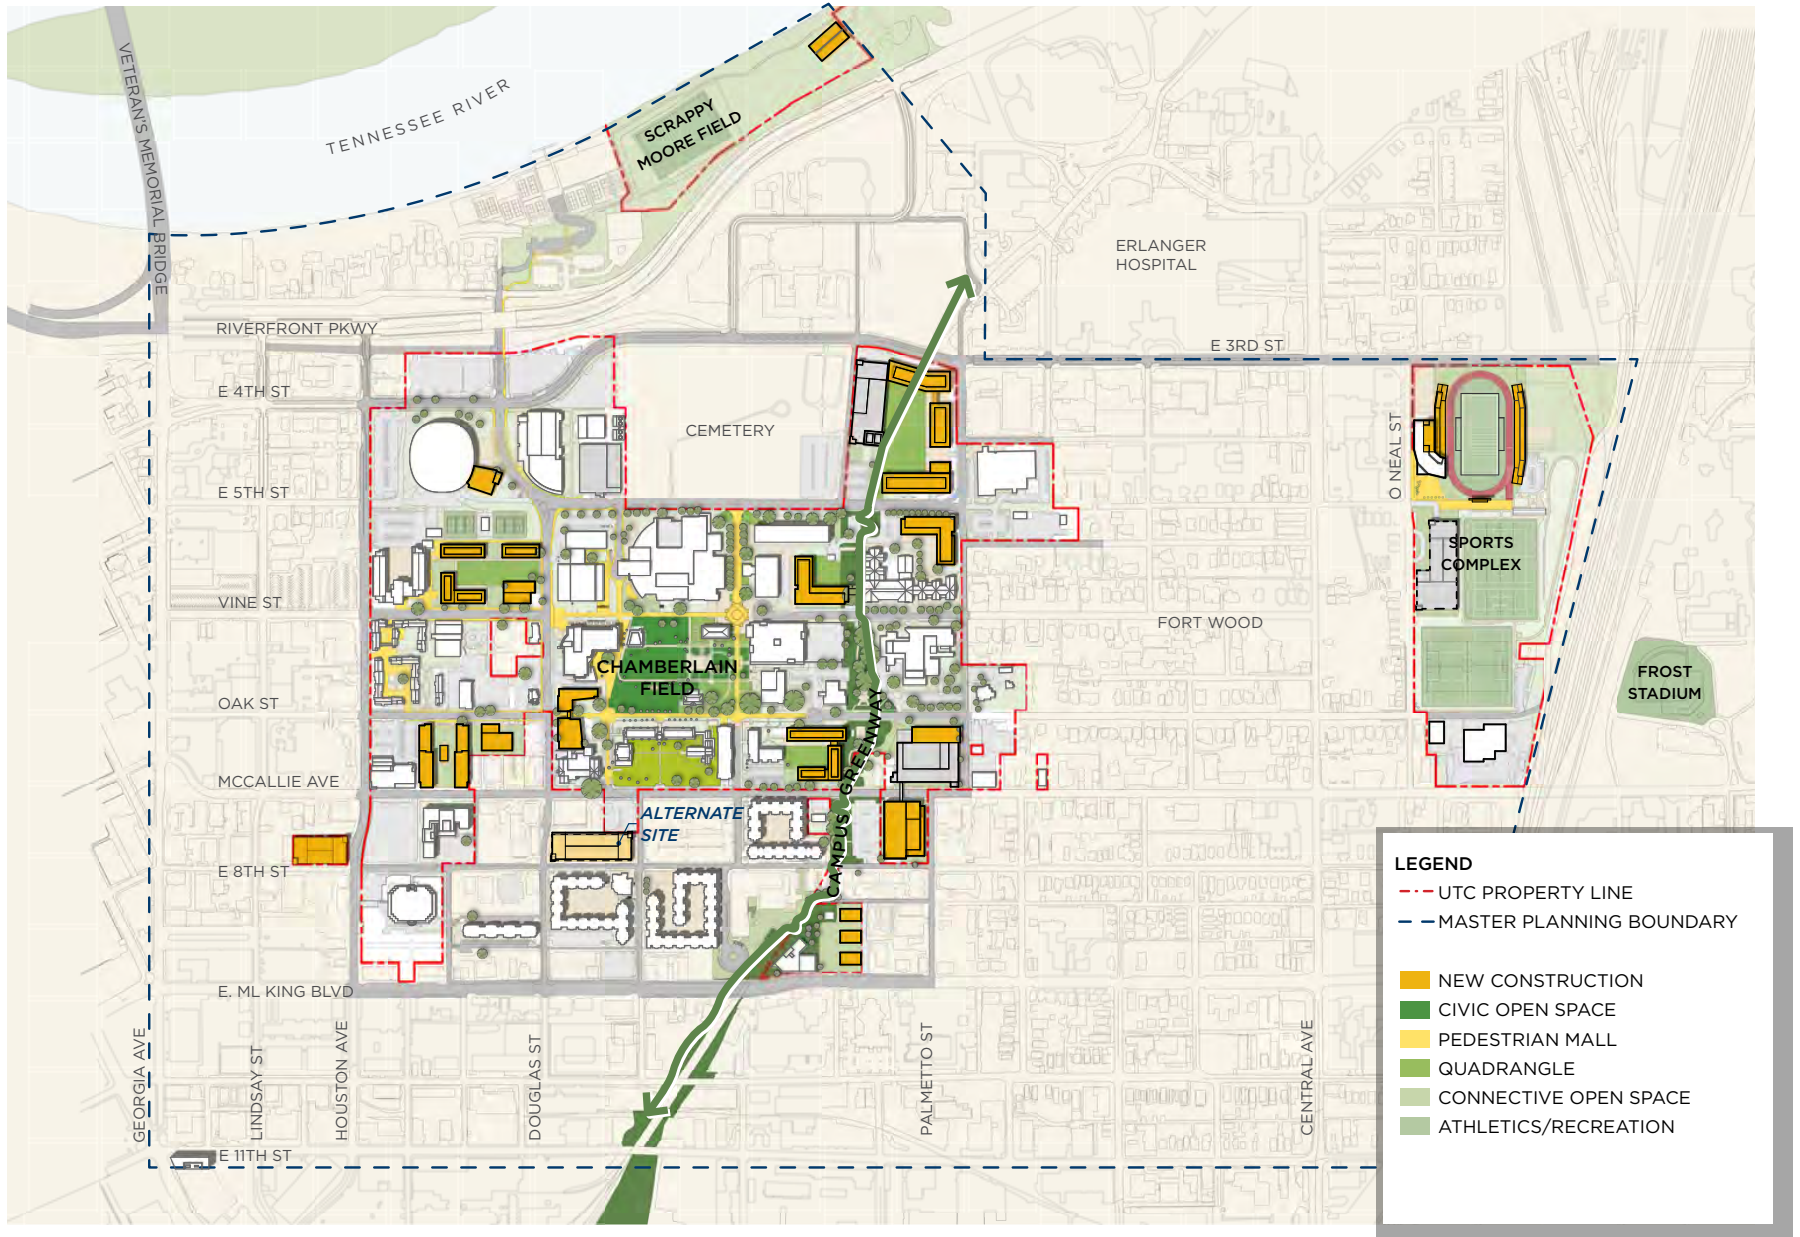 VETERAN'S MEMORIAL BRIDGE
TENNESSEE RIVER
SCRAPPY
MOORE FIELD
ERLANGER
HOSPITAL
RIVERFRONT PKWY
E 3RD ST
E 4TH ST
CEMETERY
O NEAL ST
E 5TH ST
SPORTS
COMPLEX
VINE ST
FORT WOOD
CHAMBERLAIN
FIELD
FROST
STADIUM
OAK ST
CAMPUS GREENWAY
MCCALLIE AVE
ALTERNATE
SITE
E 8TH ST
E. ML KING BLVD
GEORGIA AVE
LINDSAY ST
HOUSTON AVE
DOUGLAS ST
PALMETTO ST
CENTRAL AVE
E 11TH ST
LEGEND
UTC PROPERTY LINE
MASTER PLANNING BOUNDARY
NEW CONSTRUCTION
CIVIC OPEN SPACE
PEDESTRIAN MALL
QUADRANGLE
CONNECTIVE OPEN SPACE
ATHLETICS/RECREATION